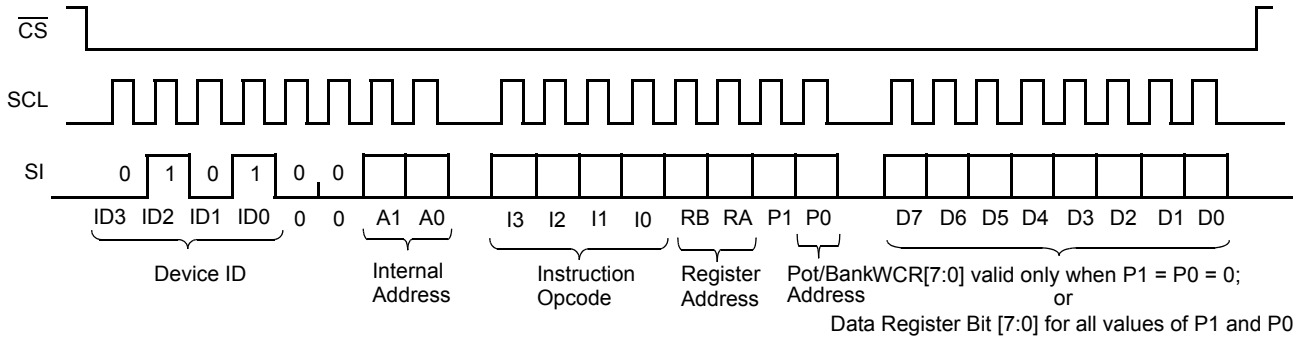 CS
SCL
SI 0 1 0 1 0 0
ID3 ID2 ID1 ID0 0 0 A1 A0 I3 I2 I1 I0 RB RA P1 P0 D7 D6 D5 D4 D3 D2 D1 D0
Device ID
Internal
Address
Instruction
Opcode
Register
Address
Pot/Bank
Address
WCR[7:0] valid only when P1 = P0 = 0;
or
Data Register Bit [7:0] for all values of P1 and P0